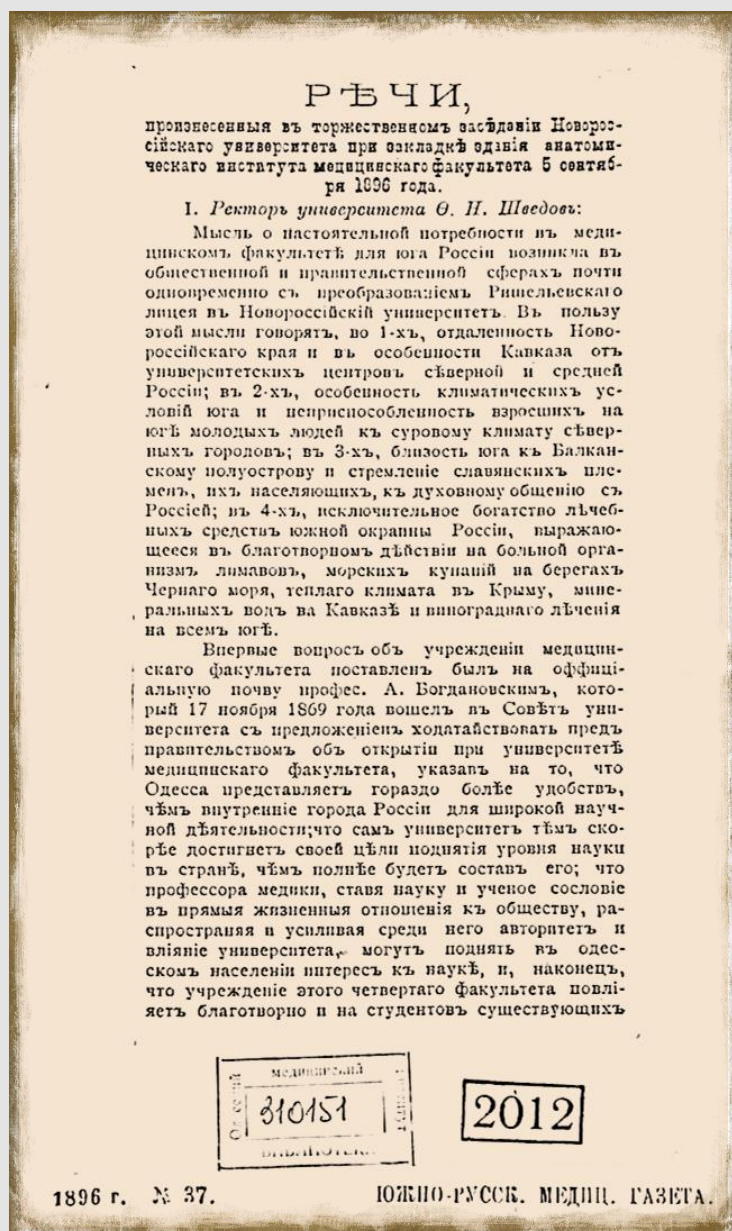 РѢЧИ,
произнесенныя въ торжественномъ засѣданіи Новорос-
сійскаго университета при закладкѣ зданія анатоми-
ческаго института медицинскаго факультета 5 сентяб-
ря 1896 года.
I. Ректоръ университета Ѳ. Н. Шведовъ:
Мысль о настоятельной потребности въ меди-
цинскомъ факультетѣ для юга Россіи возникла въ
общественной и правительственной сферахъ почти
одновременно съ преобразованіемъ Ришельевскаго
лицея въ Новороссійскій университетъ. Въ пользу
этой мысли говорятъ, во 1-хъ, отдаленность Ново-
россійскаго края и въ особенности Кавказа отъ
университетскихъ центровъ сѣверной и средней
Россіи; въ 2-хъ, особенность климатическихъ ус-
ловій юга и неприспособленность взросшихъ на
югѣ молодыхъ людей къ суровому климату сѣвер-
ныхъ городовъ; въ 3-хъ, близость юга къ Балкан-
скому полуострову и стремленіе славянскихъ пле-
менъ, ихъ населяющихъ, къ духовному общенію съ
Россіей; въ 4-хъ, исключительное богатство лѣчеб-
ныхъ средствъ южной окраины Россіи, выражаю-
щееся въ благотворномъ дѣйствіи на больной орга-
низмъ лимановъ, морскихъ купаній на берегахъ
Чернаго моря, теплаго климата въ Крыму, мине-
ральныхъ водъ на Кавказѣ и винограднаго лѣченія
на всемъ югѣ.
Впервые вопросъ объ учрежденіи медицин-
скаго факультета поставленъ былъ на оффиці-
альную почву профес. А. Богдановскимъ, кото-
рый 17 ноября 1869 года вошелъ въ Совѣтъ уни-
верситета съ предложеніемъ ходатайствовать предъ
правительствомъ объ открытіи при университетѣ
медицинскаго факультета, указавъ на то, что
Одесса представляетъ гораздо болѣе удобствъ,
чѣмъ внутренніе города Россіи для широкой науч-
ной дѣятельности;что самъ университетъ тѣмъ ско-
рѣе достигнетъ своей цѣли поднятія уровня науки
въ странѣ, чѣмъ полнѣе будетъ составъ его; что
профессора медики, ставя науку и ученое сословіе
въ прямыя жизненныя отношенія къ обществу, ра-
спространяя и усиливая среди него авторитетъ и
вліяніе университета, могутъ поднять въ одес-
скомъ населеніи интересъ къ наукѣ, и, наконецъ,
что учрежденіе этого четвертаго факультета повлі-
яетъ благотворно и на студентовъ существующихъ
медицинский
310151
БИБЛИОТЕКА
2012
1896 г. № 37.
ЮЖНО-РУССК. МЕДИЦ. ГАЗЕТА.